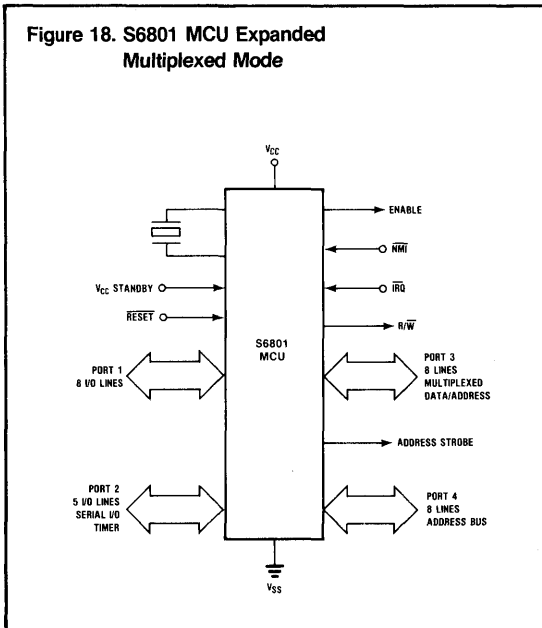 Figure 18. S6801 MCU Expanded
Multiplexed Mode
VCC
ENABLE
NMI
VCC STANDBY
IRQ
RESET
R/W
S6801
MCU
PORT 1
8 I/O LINES
PORT 3
8 LINES
MULTIPLEXED
DATA/ADDRESS
ADDRESS STROBE
PORT 2
5 I/O LINES
SERIAL I/O
TIMER
PORT 4
8 LINES
ADDRESS BUS
VSS